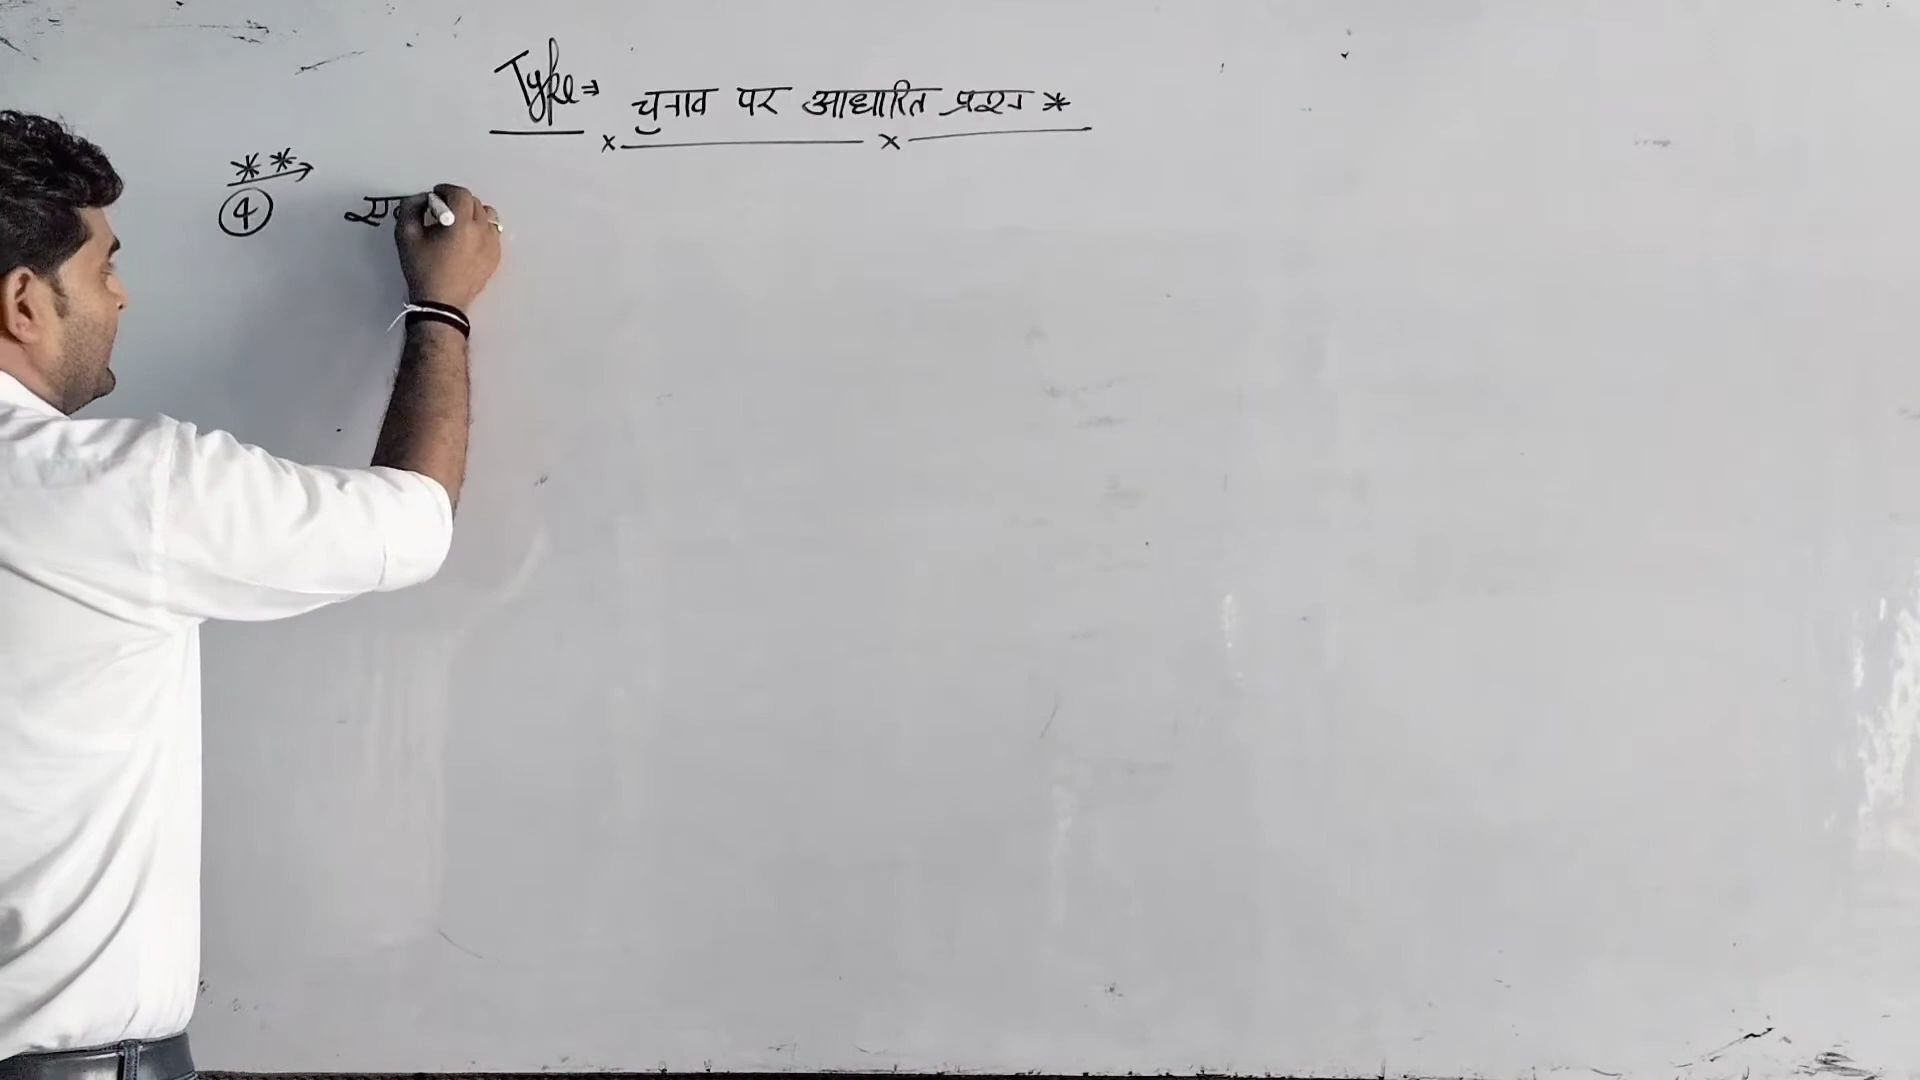 Type⇒ चुनाव पर आधारित प्रश्न *
**→
④